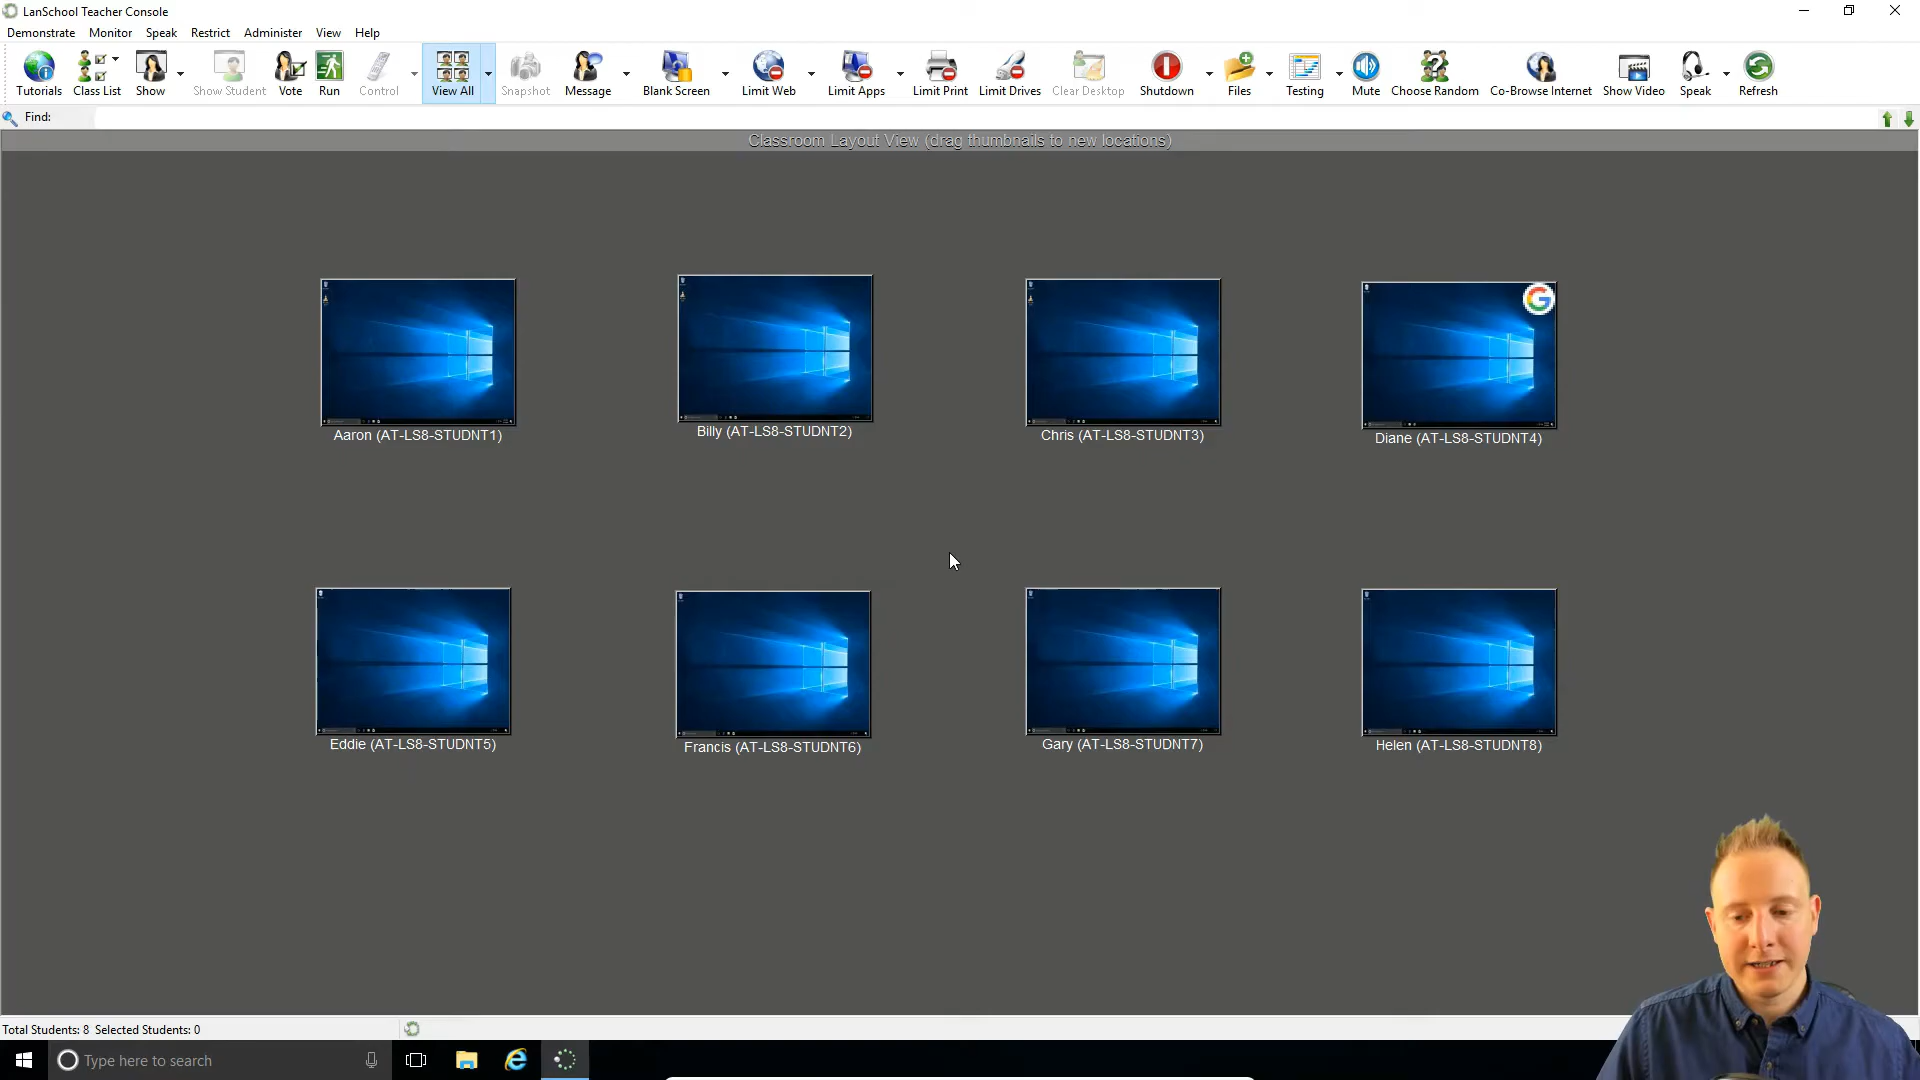 LanSchool Teacher Console
Demonstrate Monitor Speak Restrict Administer View Help
Tutorials Class List Show Show Student Vote Run Control View All Snapshot Message Blank Screen Limit Web Limit Apps Limit Print Limit Drives Clear Desktop Shutdown Files Testing Mute Choose Random Co-Browse Internet Show Video Speak Refresh
Find:
Classroom Layout View (drag thumbnails to new locations)
G
Aaron (AT-LS8-STUDNT1) Billy (AT-LS8-STUDNT2) Chris (AT-LS8-STUDNT3) Diane (AT-LS8-STUDNT4)
Eddie (AT-LS8-STUDNT5) Francis (AT-LS8-STUDNT6) Gary (AT-LS8-STUDNT7) Helen (AT-LS8-STUDNT8)
Total Students: 8 Selected Students: 0
Type here to search